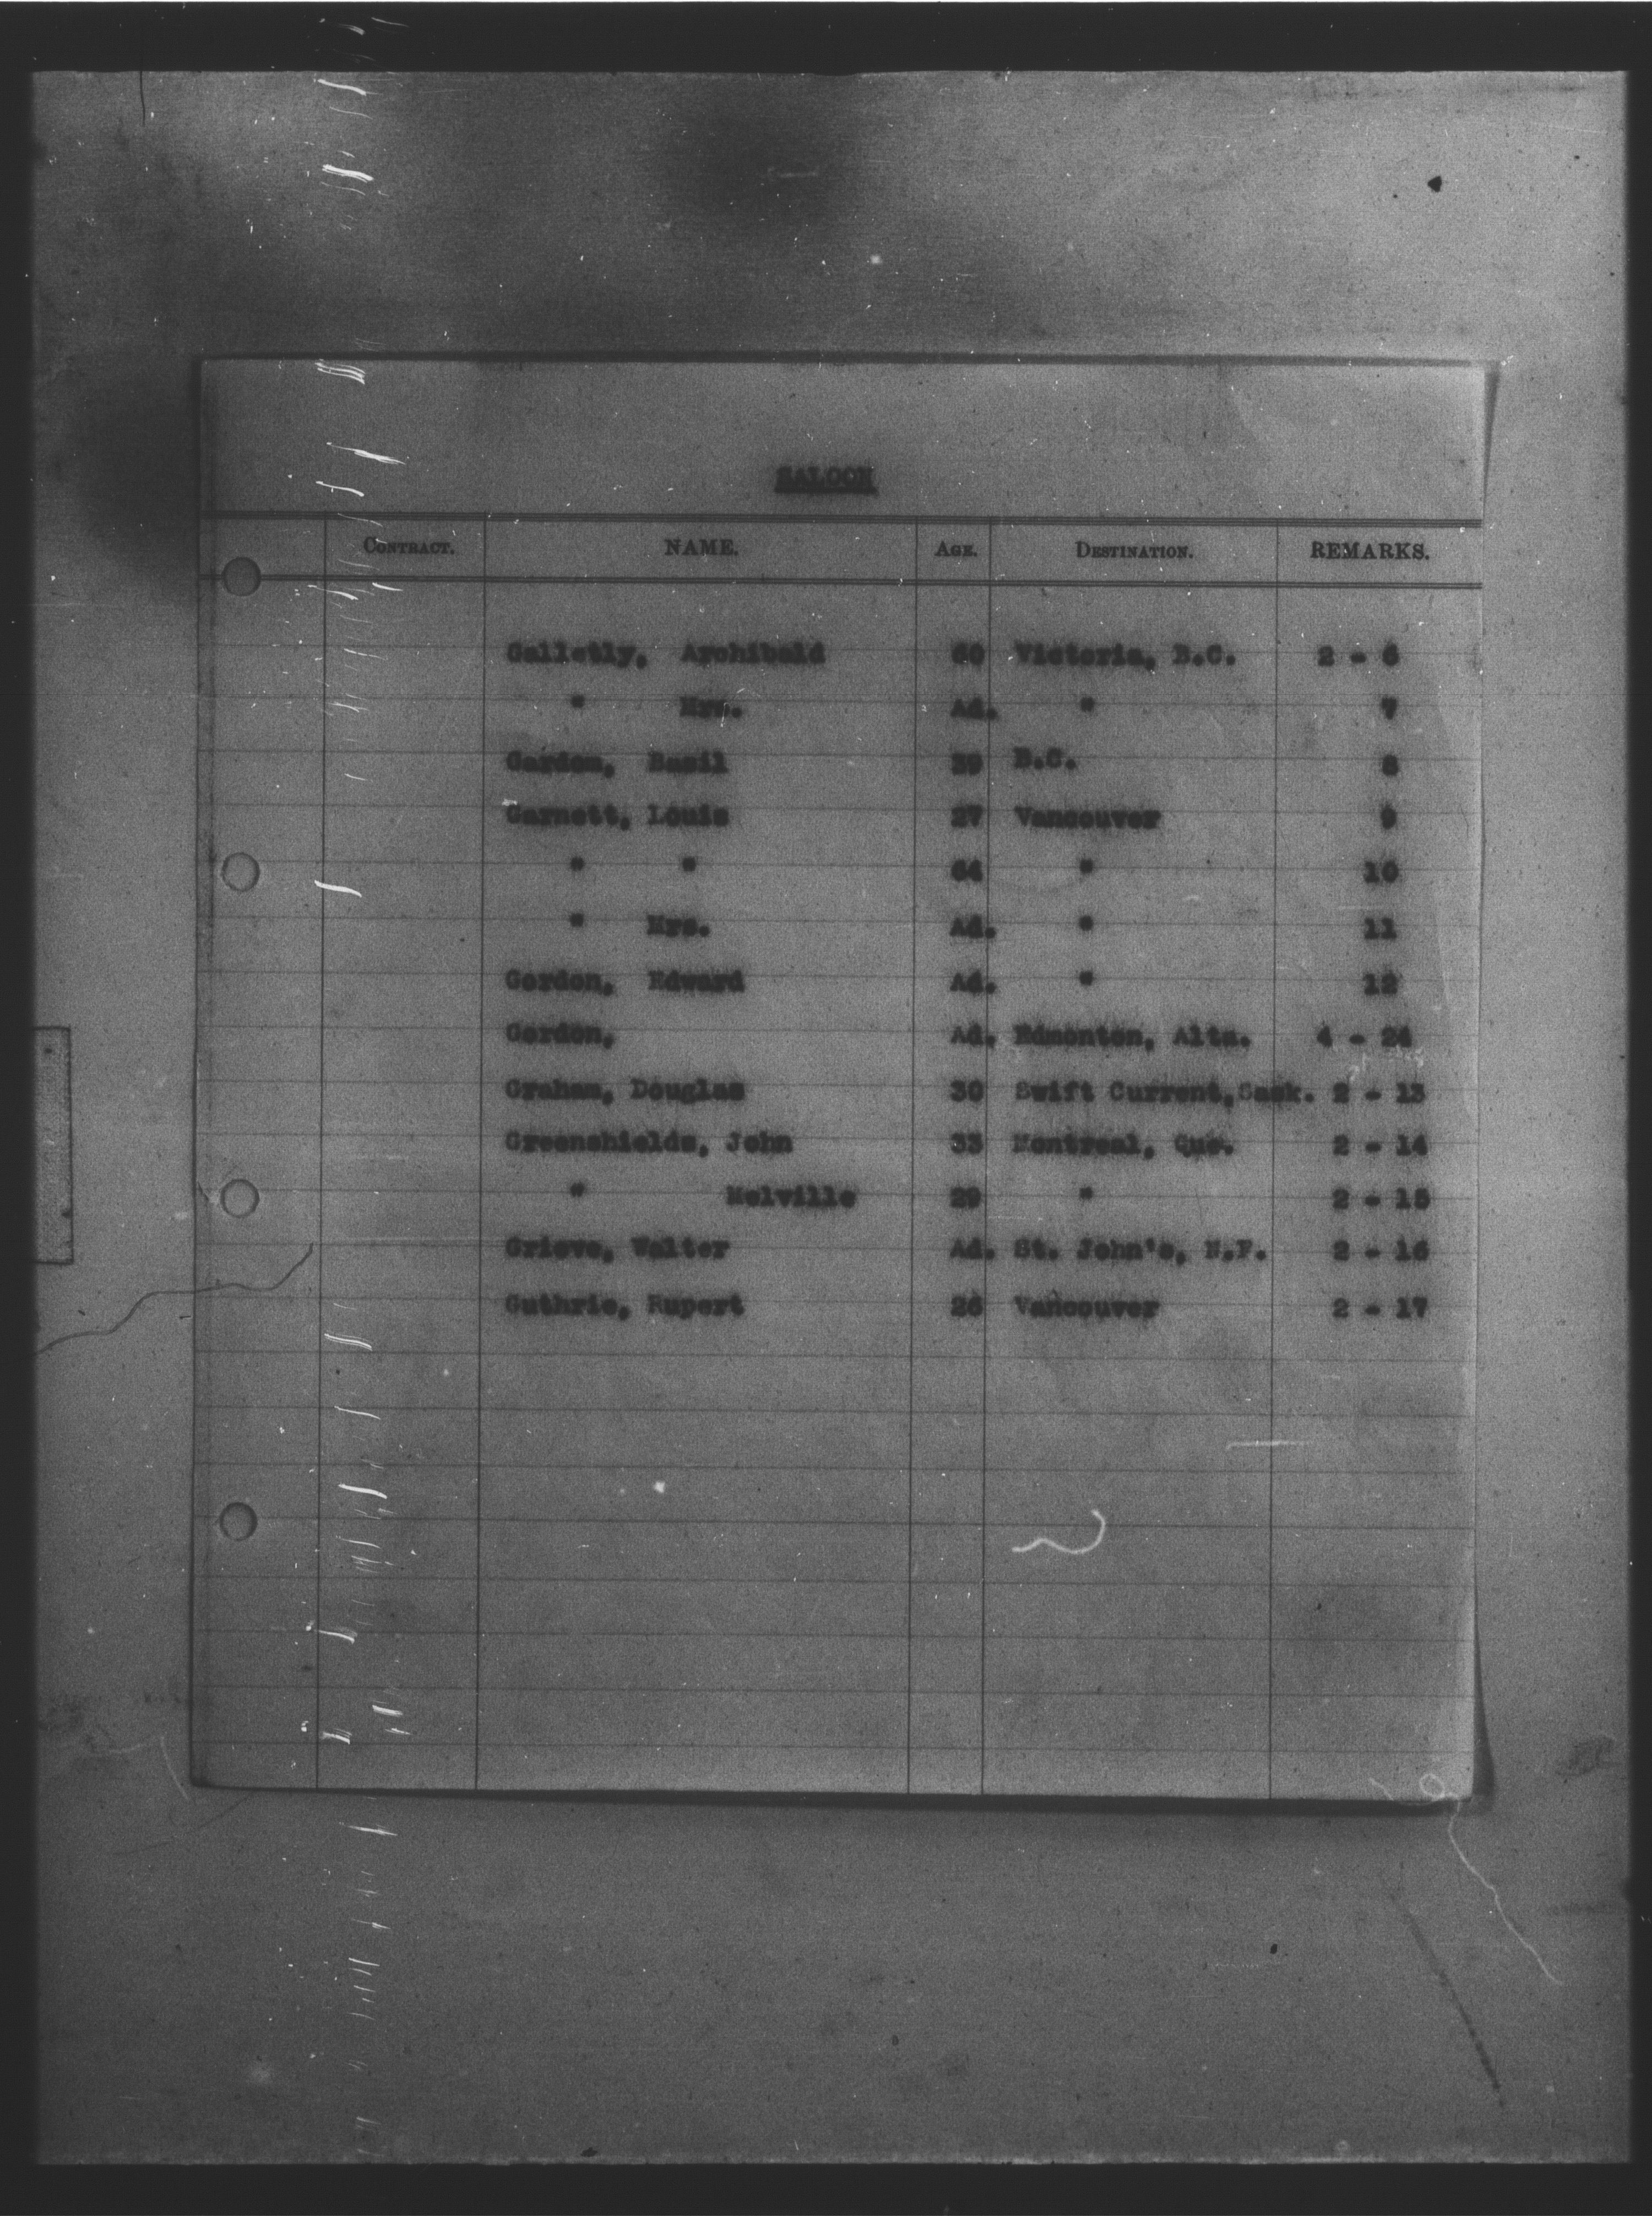 SALOON
CONTRACT. NAME. AGE. DESTINATION. REMARKS.
Galletly, Archibald 60 Victoria, B.C. 2 - 6
" Mrs. Ad. " 7
Gardom, Basil 39 B.C. 8
Garnett, Louis 27 Vancouver 9
" " 64 " 10
" Mrs. Ad. " 11
Gordon, Edward Ad. " 12
Gordon, Ad. Edmonton, Alta. 4 - 24
Graham, Douglas 30 Swift Current, Sask. 2 - 13
Greenshields, John 33 Montreal, Que. 2 - 14
" Melville 29 " 2 - 15
Grieve, Walter Ad. St. John's, N.F. 2 - 16
Guthrie, Rupert 26 Vancouver 2 - 17